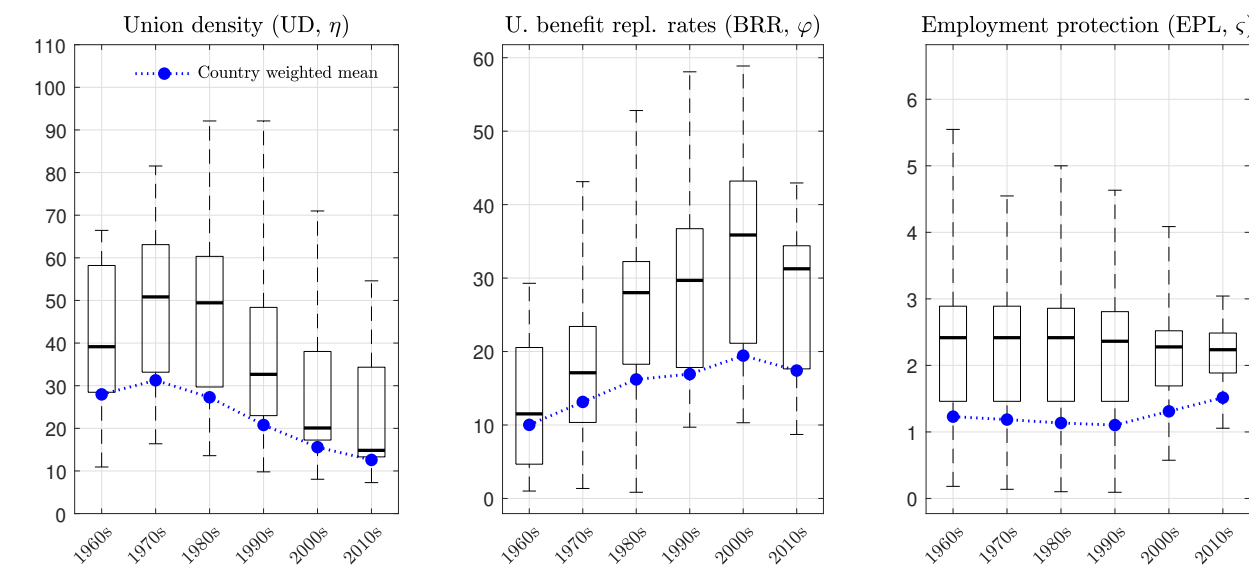 Union density (UD, η)
110
100
90
80
70
60
50
40
30
20
10
0
Country weighted mean
1960s
1970s
1980s
1990s
2000s
2010s
U. benefit repl. rates (BRR, φ)
60
50
40
30
20
10
0
1960s
1970s
1980s
1990s
2000s
2010s
Employment protection (EPL, ς)
6
5
4
3
2
1
0
1960s
1970s
1980s
1990s
2000s
2010s